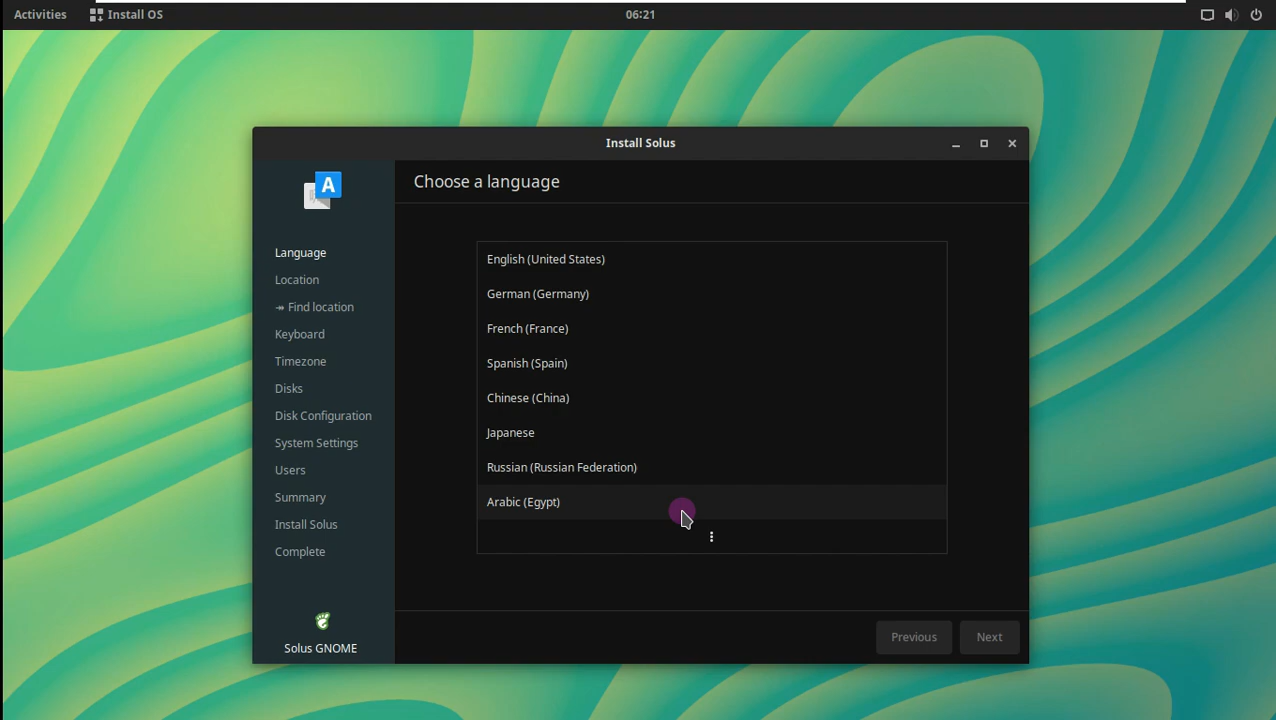 Activities Install OS 06:21
Install Solus
Choose a language
Language
Location
↠ Find location
Keyboard
Timezone
Disks
Disk Configuration
System Settings
Users
Summary
Install Solus
Complete
Solus GNOME
English (United States)
German (Germany)
French (France)
Spanish (Spain)
Chinese (China)
Japanese
Russian (Russian Federation)
Arabic (Egypt)
Previous Next